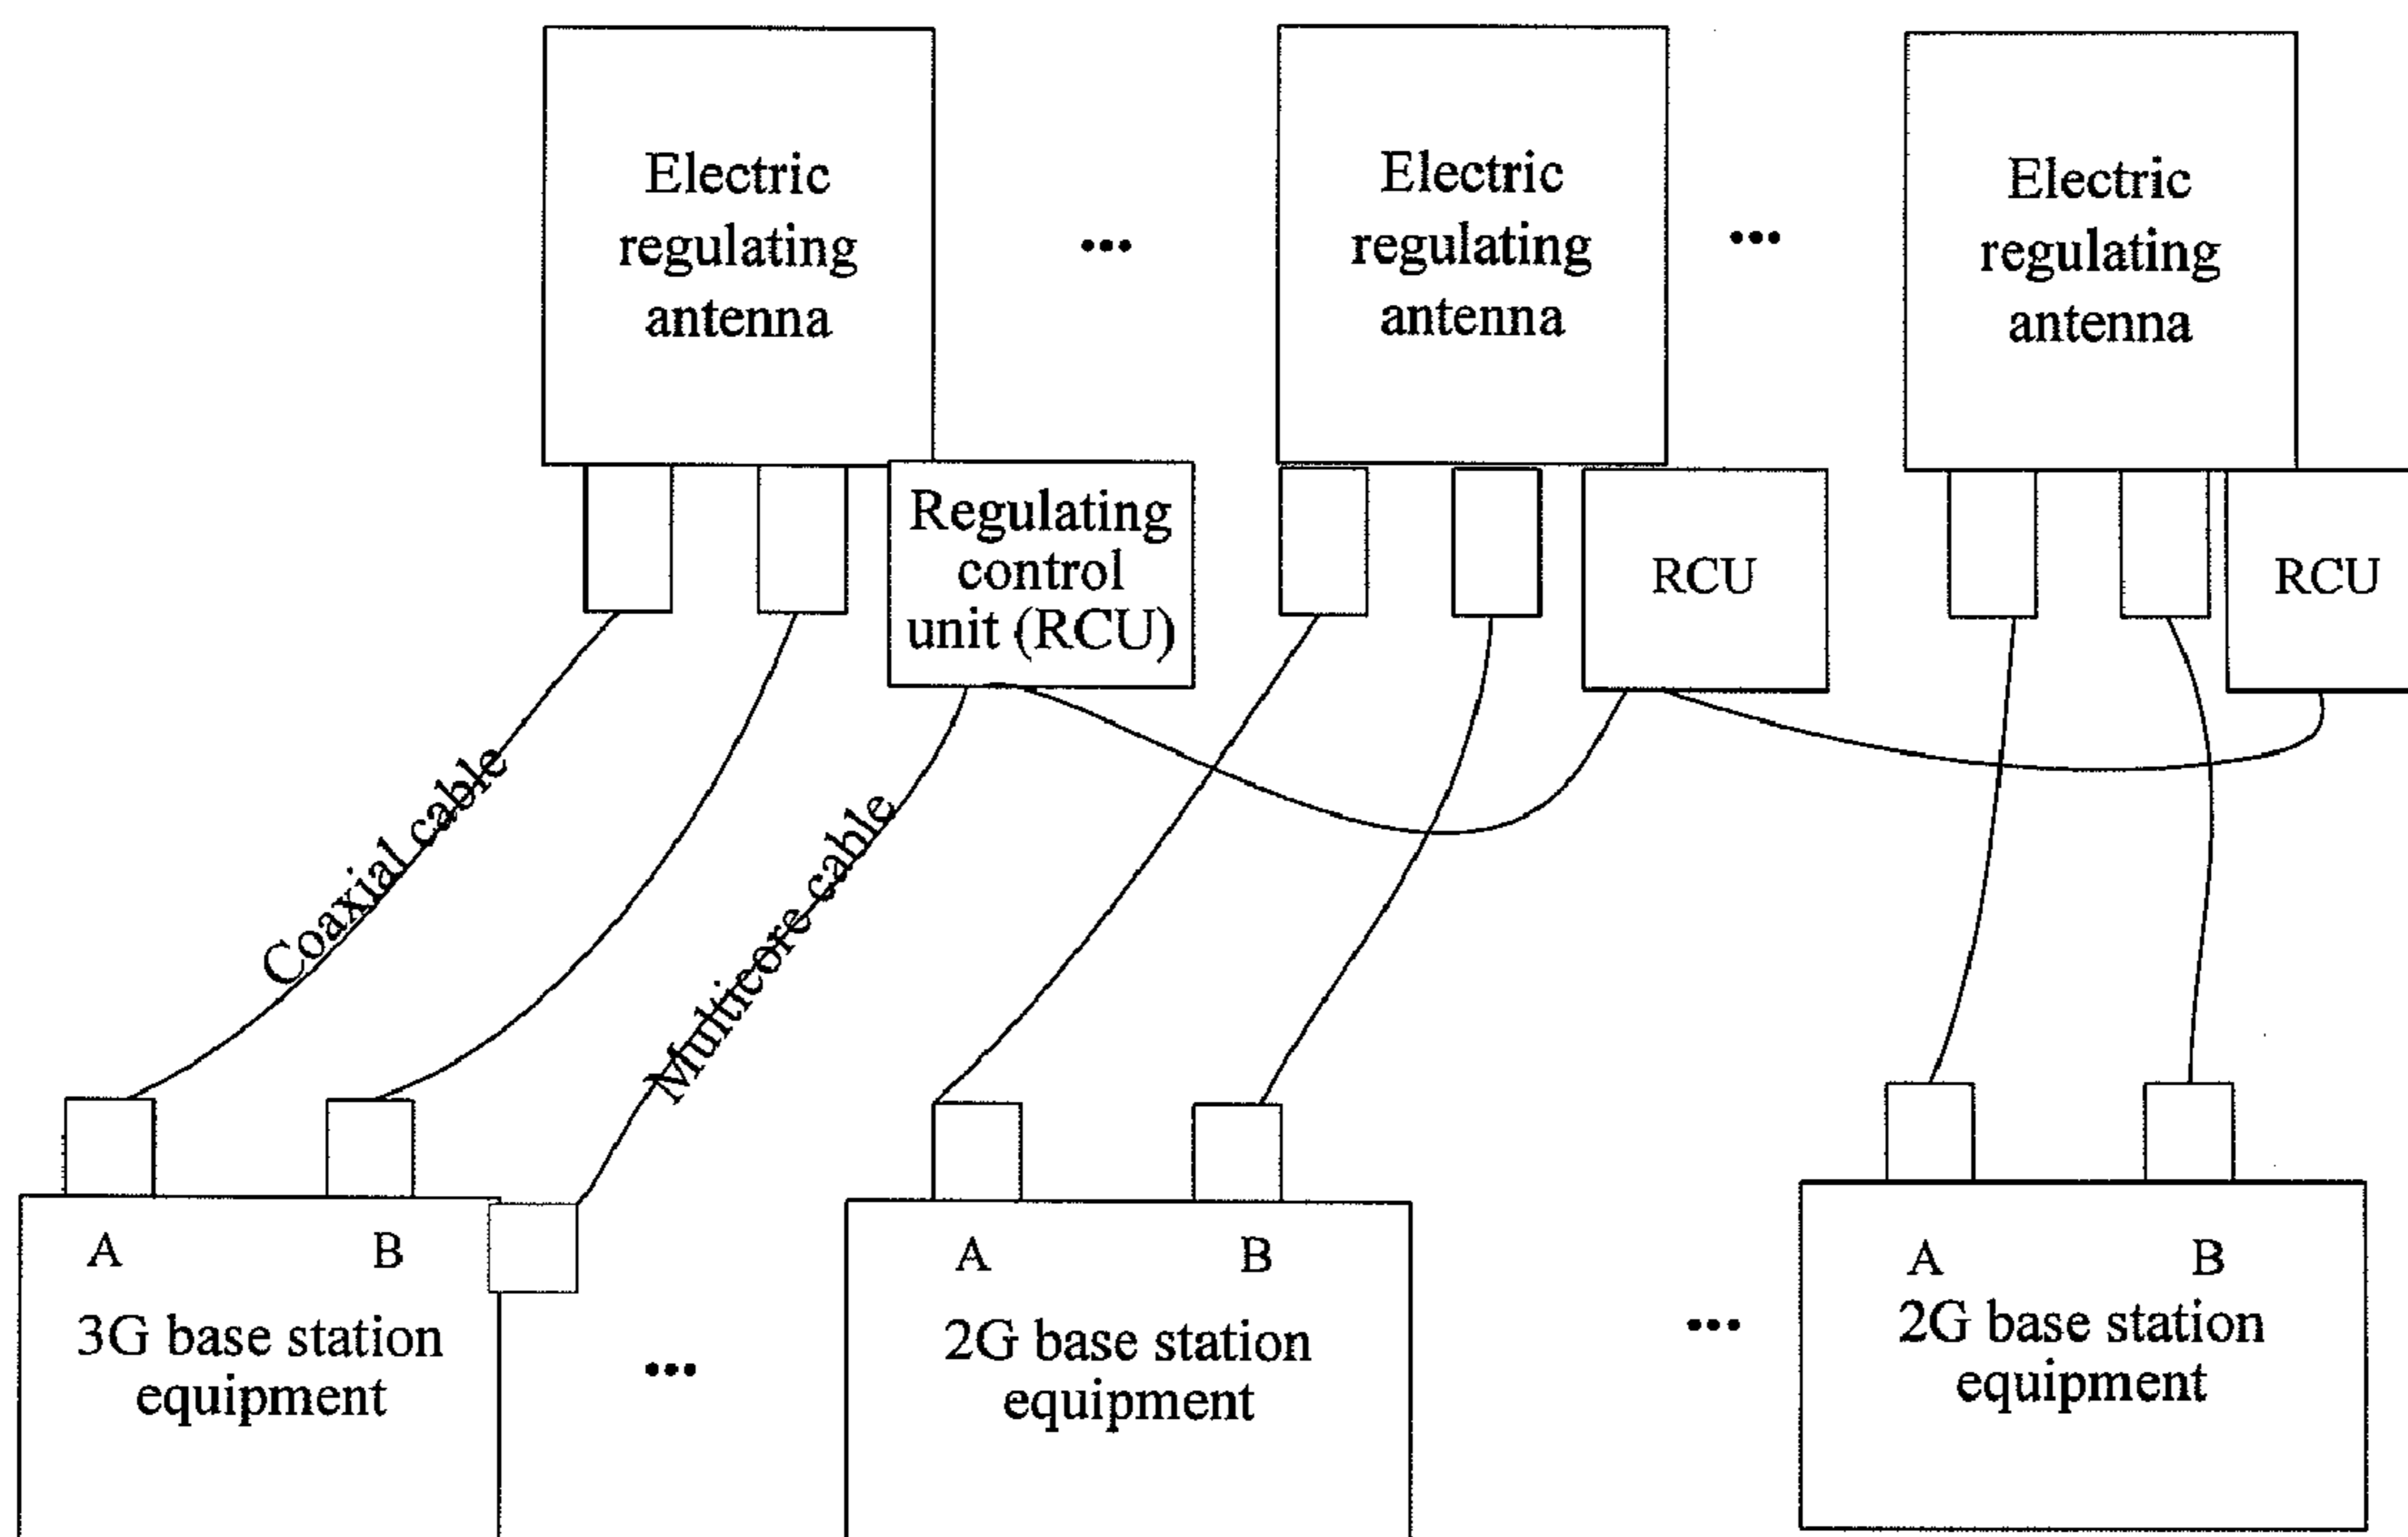 Electric
regulating
antenna
...
Electric
regulating
antenna
...
Electric
regulating
antenna
Regulating
control
unit (RCU)
RCU
RCU
Coaxial cable
Multicore cable
A
B
3G base station
equipment
...
A
B
2G base station
equipment
...
A
B
2G base station
equipment